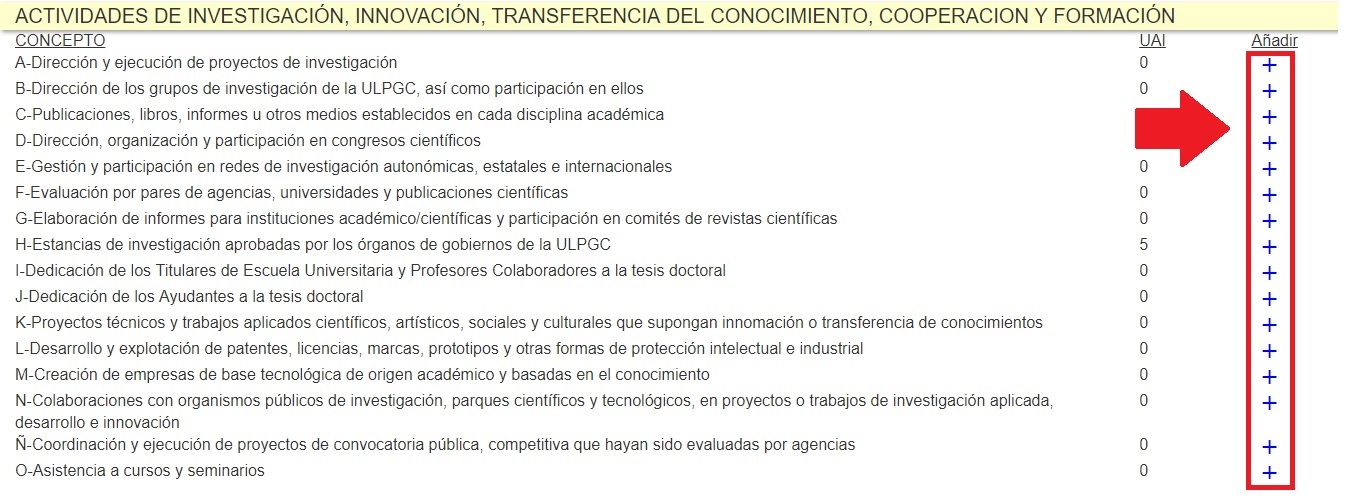 ACTIVIDADES DE INVESTIGACIÓN, INNOVACIÓN, TRANSFERENCIA DEL CONOCIMIENTO, COOPERACION Y FORMACIÓN
CONCEPTO UAI Añadir
A-Dirección y ejecución de proyectos de investigación 0 +
B-Dirección de los grupos de investigación de la ULPGC, así como participación en ellos 0 +
C-Publicaciones, libros, informes u otros medios establecidos en cada disciplina académica +
D-Dirección, organización y participación en congresos científicos +
E-Gestión y participación en redes de investigación autonómicas, estatales e internacionales 0 +
F-Evaluación por pares de agencias, universidades y publicaciones científicas 0 +
G-Elaboración de informes para instituciones académico/científicas y participación en comités de revistas científicas 0 +
H-Estancias de investigación aprobadas por los órganos de gobiernos de la ULPGC 5 +
I-Dedicación de los Titulares de Escuela Universitaria y Profesores Colaboradores a la tesis doctoral 0 +
J-Dedicación de los Ayudantes a la tesis doctoral 0 +
K-Proyectos técnicos y trabajos aplicados científicos, artísticos, sociales y culturales que supongan innomación o transferencia de conocimientos 0 +
L-Desarrollo y explotación de patentes, licencias, marcas, prototipos y otras formas de protección intelectual e industrial 0 +
M-Creación de empresas de base tecnológica de origen académico y basadas en el conocimiento 0 +
N-Colaboraciones con organismos públicos de investigación, parques científicos y tecnológicos, en proyectos o trabajos de investigación aplicada, 0 +
desarrollo e innovación
Ñ-Coordinación y ejecución de proyectos de convocatoria pública, competitiva que hayan sido evaluadas por agencias 0 +
O-Asistencia a cursos y seminarios 0 +